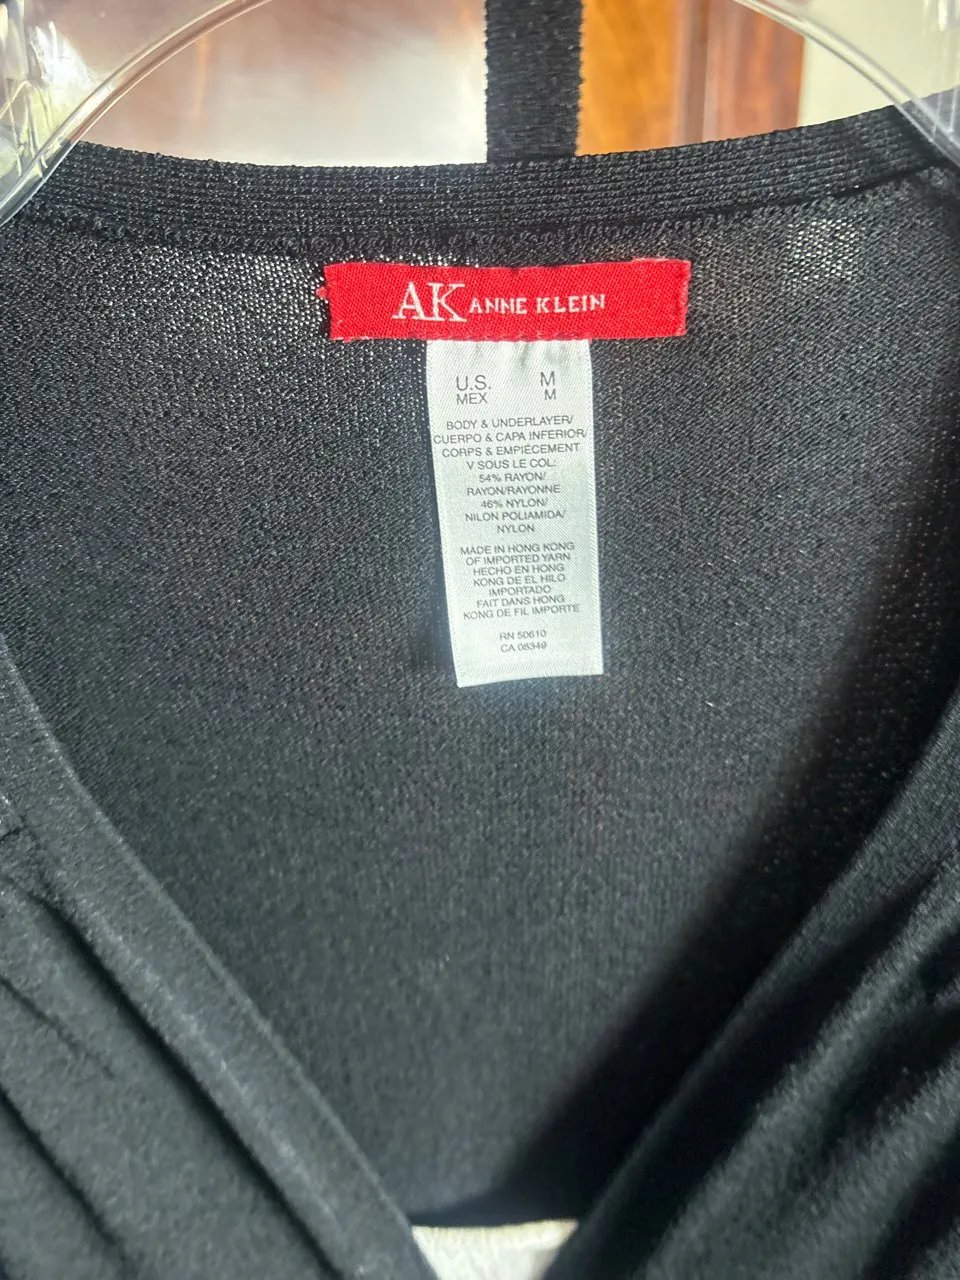 AK ANNE KLEIN
U.S. M
MEX M
BODY & UNDERLAYER/
CUERPO & CAPA INFERIOR/
CORPS & EMPIÉCEMENT
V SOUS LE COL:
54% RAYON/
RAYON/RAYONNE
46% NYLON/
NILON POLIAMIDA/
NYLON
MADE IN HONG KONG
OF IMPORTED YARN
HECHO EN HONG
KONG DE EL HILO
IMPORTADO
FAIT DANS HONG
KONG DE FIL IMPORTE
RN 50610
CA 08349